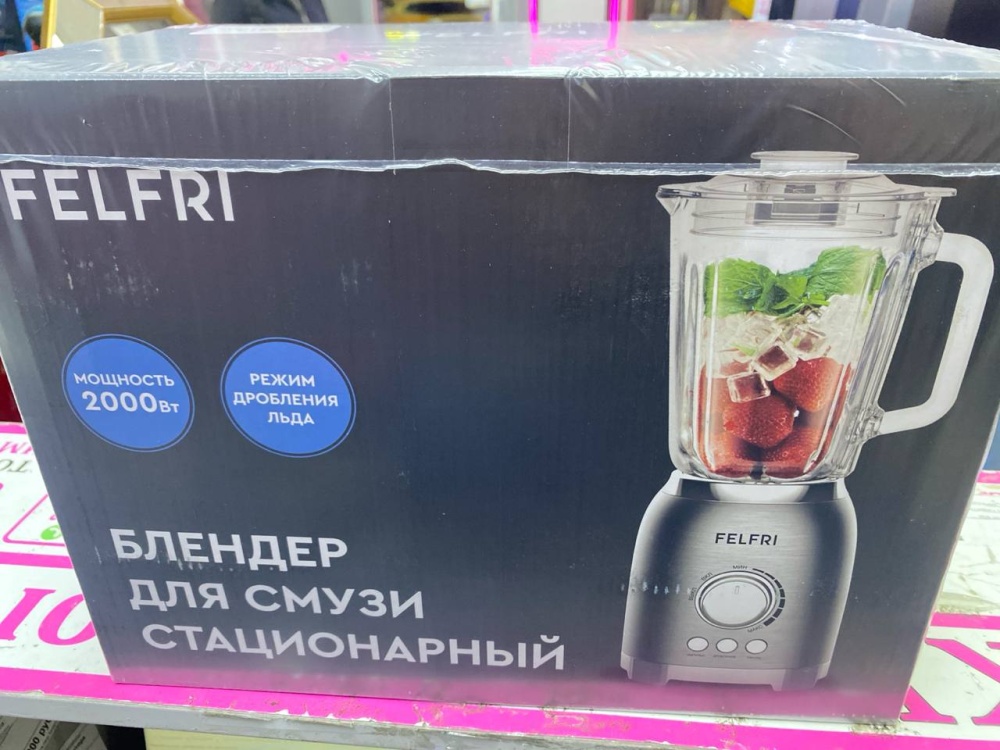 FELFRI
МОЩНОСТЬ
2000Вт
РЕЖИМ
ДРОБЛЕНИЯ
ЛЬДА
БЛЕНДЕР
ДЛЯ СМУЗИ
СТАЦИОНАРНЫЙ
FELFRI